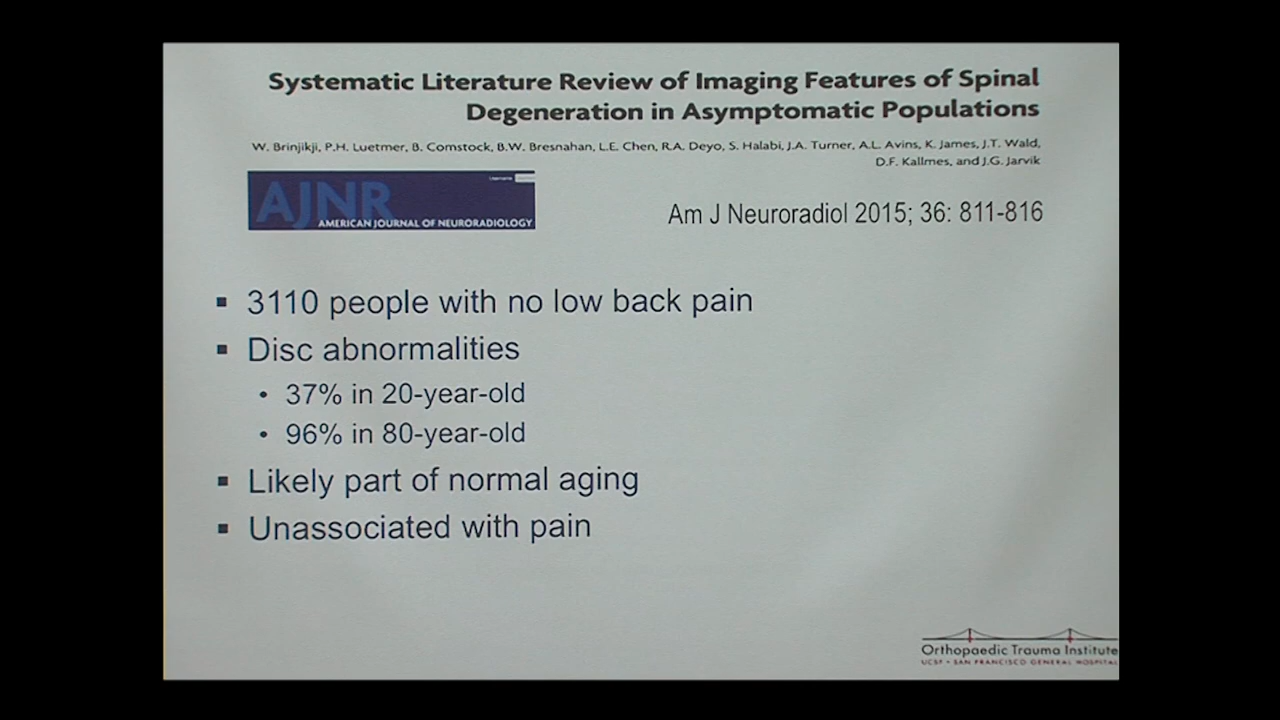 Systematic Literature Review of Imaging Features of Spinal
Degeneration in Asymptomatic Populations
W. Brinjikji, P.H. Luetmer, B. Comstock, B.W. Bresnahan, L.E. Chen, R.A. Deyo, S. Halabi, J.A. Turner, A.L. Avins, K. James, J.T. Wald,
D.F. Kallmes, and J.G. Jarvik
AJNR
AMERICAN JOURNAL OF NEURORADIOLOGY
Am J Neuroradiol 2015; 36: 811-816
▪ 3110 people with no low back pain
▪ Disc abnormalities
• 37% in 20-year-old
• 96% in 80-year-old
▪ Likely part of normal aging
▪ Unassociated with pain
Orthopaedic Trauma Institute
UCSF • SAN FRANCISCO GENERAL HOSPITAL